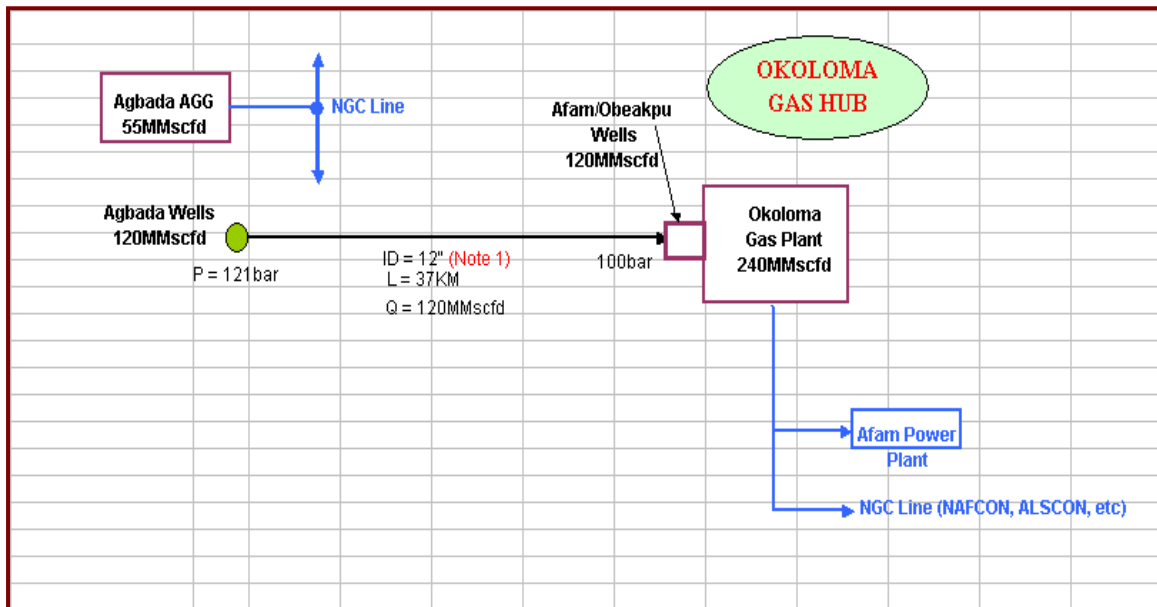 OKOLOMA
GAS HUB
Agbada AGG
55MMscfd
NGC Line
Afam/Obeakpu
Wells
120MMscfd
Agbada Wells
120MMscfd
P = 121bar
ID = 12" (Note 1)
L = 37KM
Q = 120MMscfd
100bar
Okoloma
Gas Plant
240MMscfd
Afam Power
Plant
NGC Line (NAFCON, ALSCON, etc)